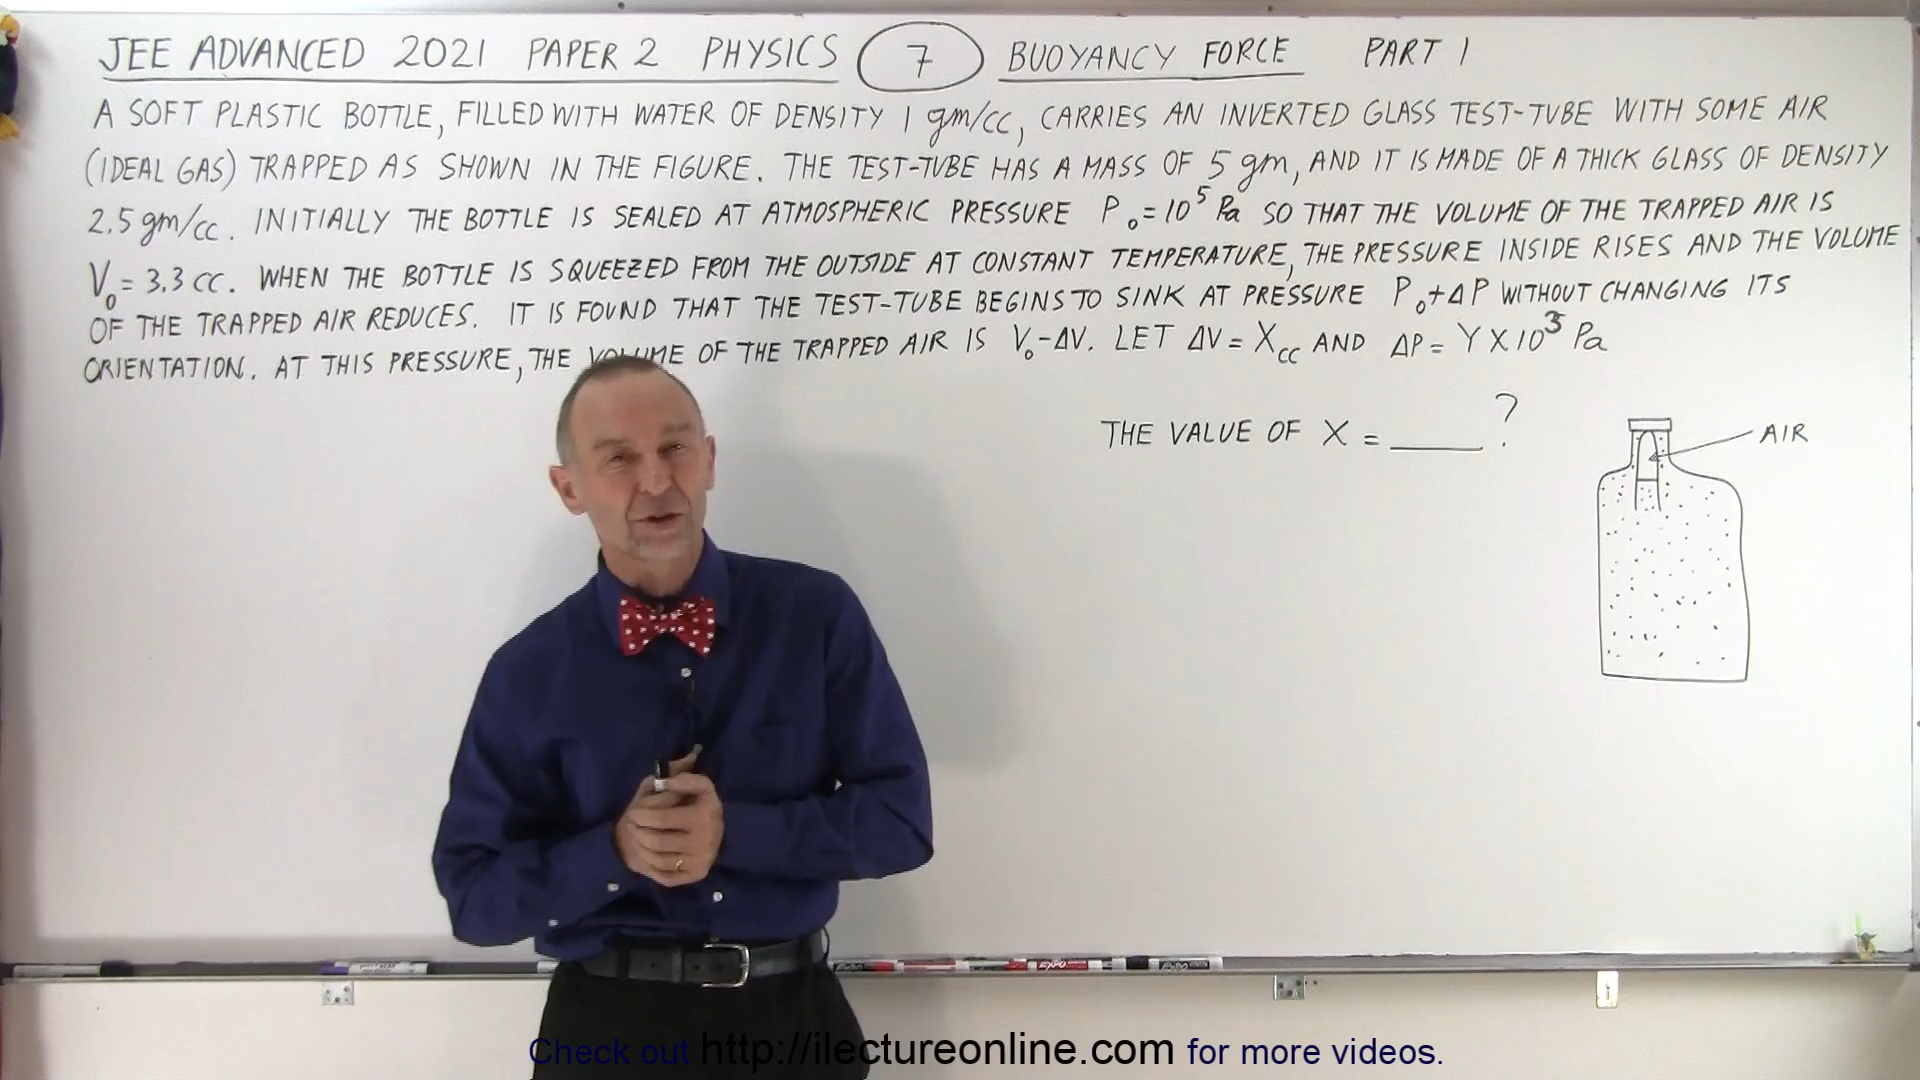 JEE ADVANCED 2021 PAPER 2 PHYSICS 7 BUOYANCY FORCE PART 1
A SOFT PLASTIC BOTTLE, FILLED WITH WATER OF DENSITY 1 gm/cc, CARRIES AN INVERTED GLASS TEST-TUBE WITH SOME AIR
(IDEAL GAS) TRAPPED AS SHOWN IN THE FIGURE. THE TEST-TUBE HAS A MASS OF 5 gm, AND IT IS MADE OF A THICK GLASS OF DENSITY
2.5 gm/cc. INITIALLY THE BOTTLE IS SEALED AT ATMOSPHERIC PRESSURE P₀ = 10⁵ Pa SO THAT THE VOLUME OF THE TRAPPED AIR IS
V₀ = 3.3 CC. WHEN THE BOTTLE IS SQUEEZED FROM THE OUTSIDE AT CONSTANT TEMPERATURE, THE PRESSURE INSIDE RISES AND THE VOLUME
OF THE TRAPPED AIR REDUCES. IT IS FOUND THAT THE TEST-TUBE BEGINS TO SINK AT PRESSURE P₀+ΔP WITHOUT CHANGING ITS
ORIENTATION. AT THIS PRESSURE, THE VOLUME OF THE TRAPPED AIR IS V₀-ΔV. LET ΔV = X cc AND ΔP = Y X 10³ Pa
THE VALUE OF X = ____ ?
AIR
Check out http://ilectureonline.com for more videos.